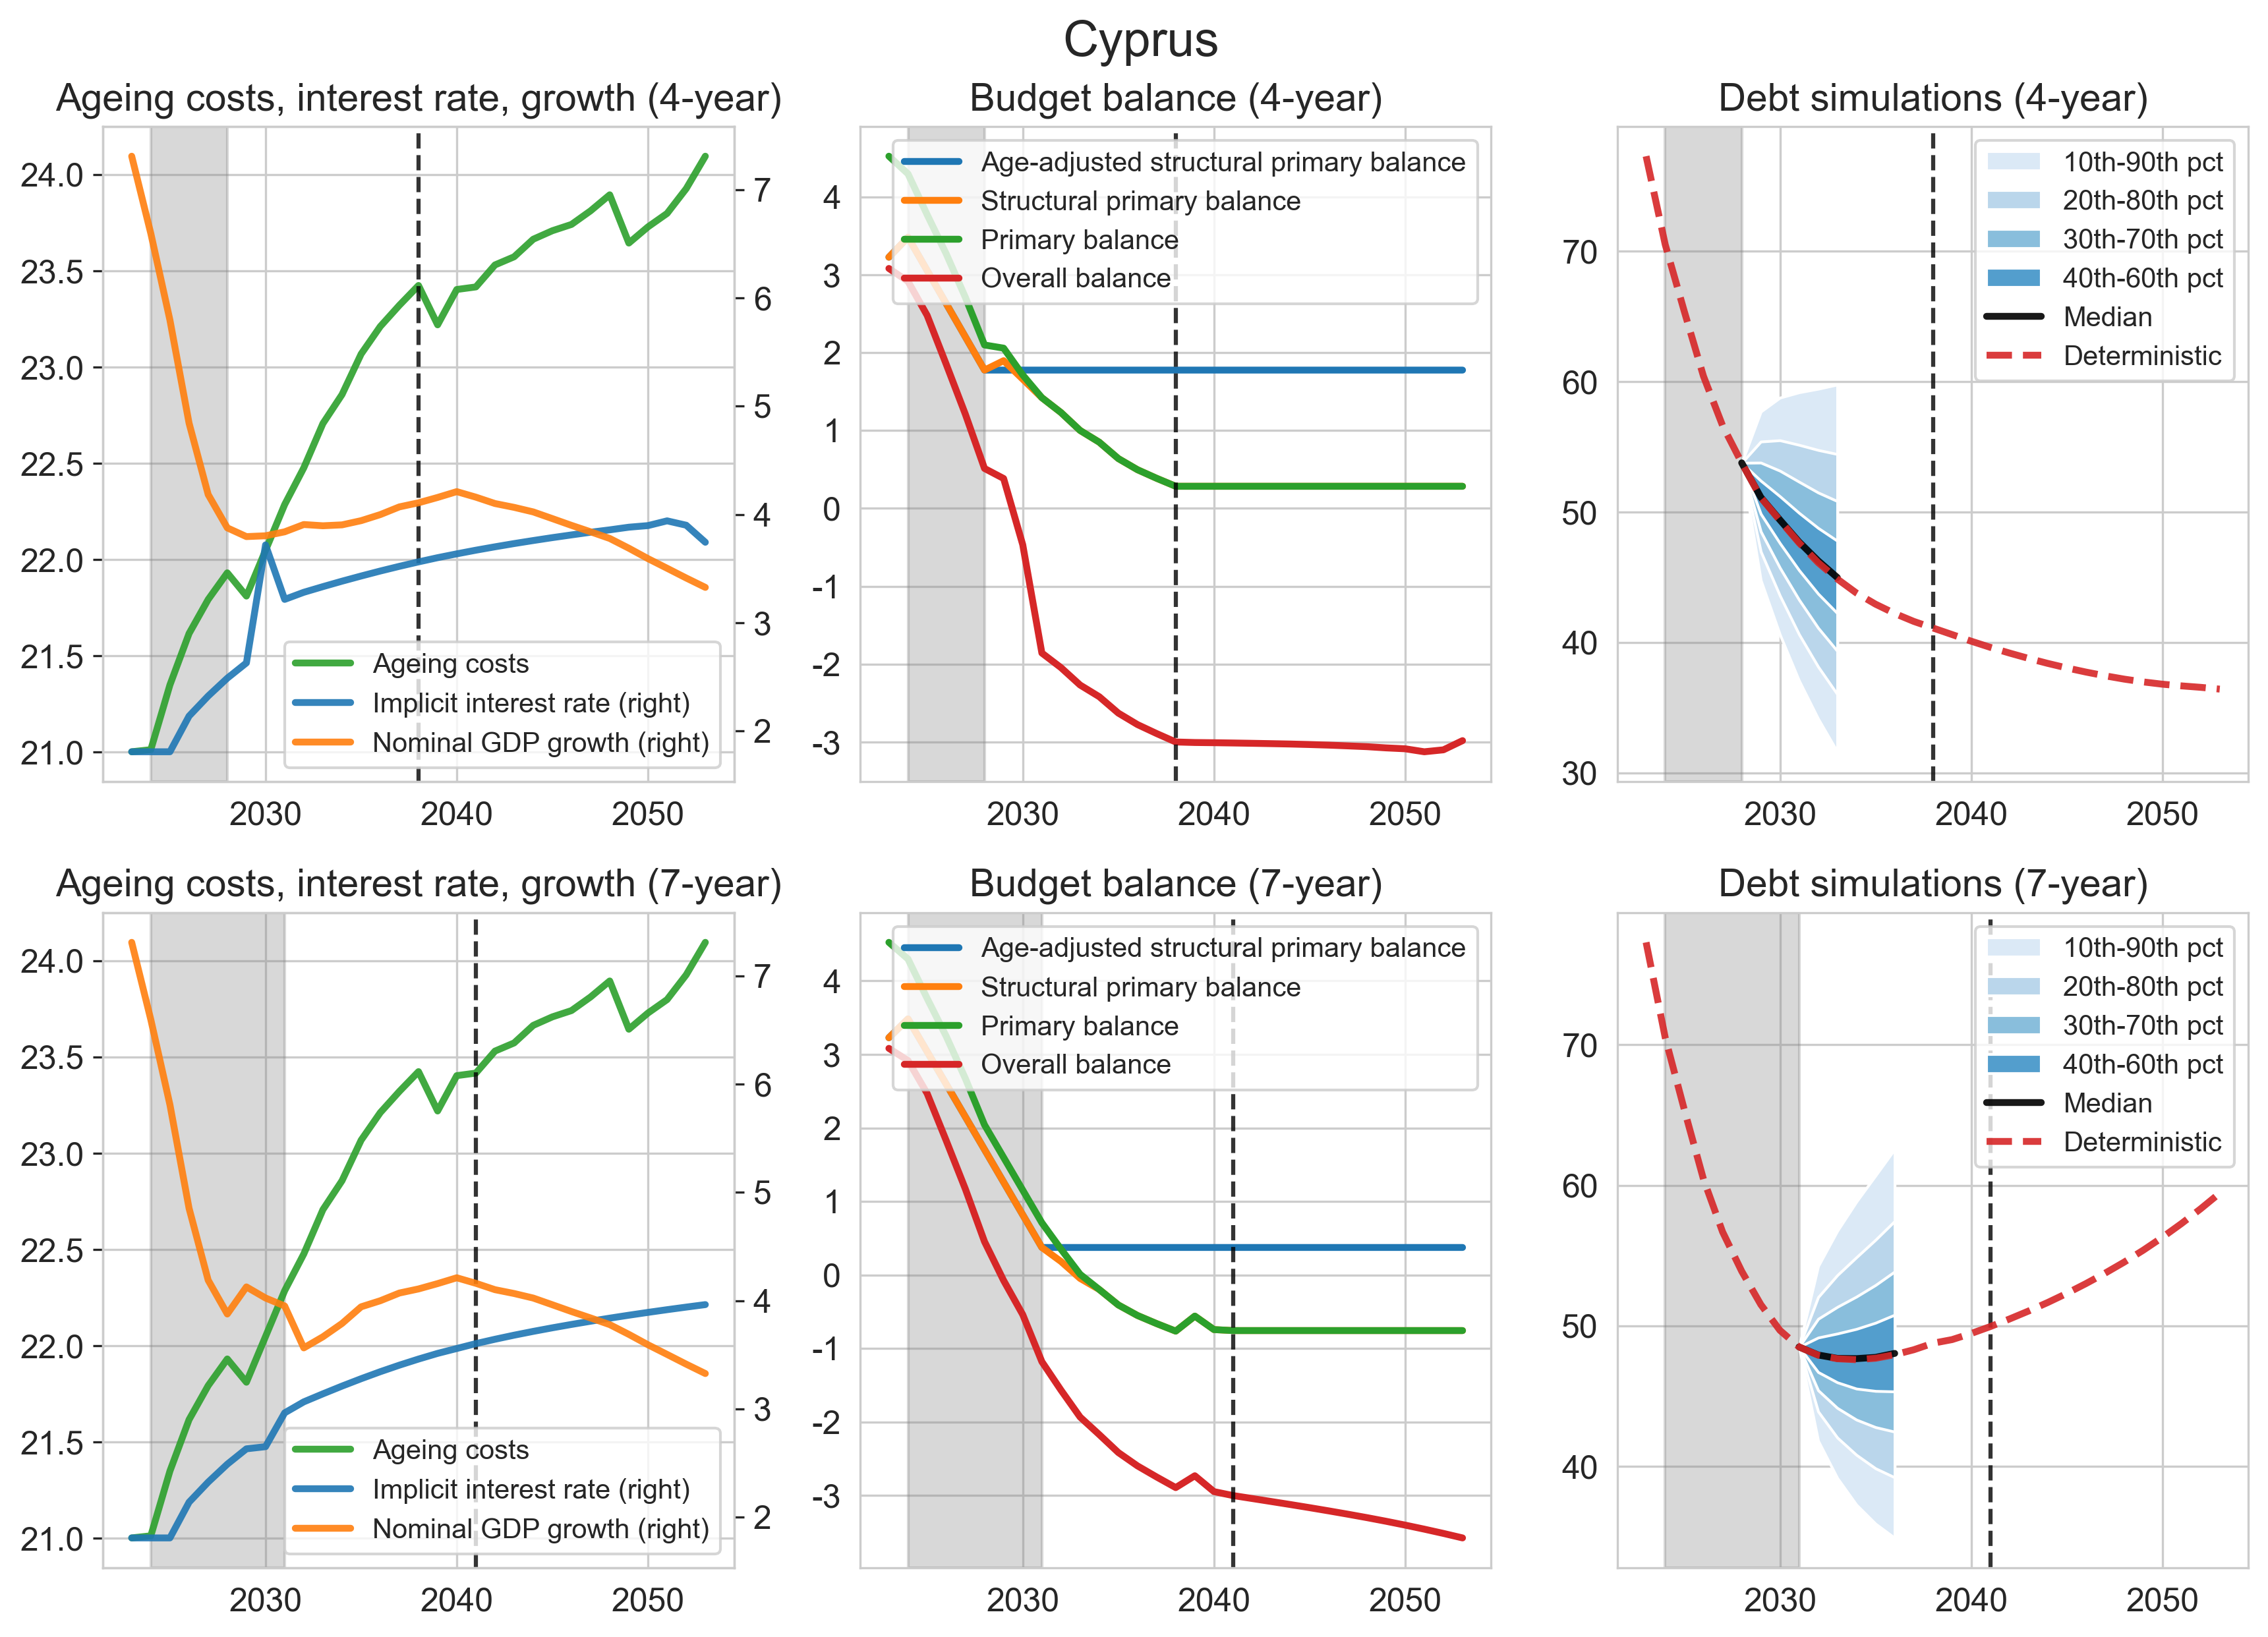 Cyprus
Ageing costs, interest rate, growth (4-year)
24.0
23.5
23.0
22.5
22.0
21.5
21.0
7
6
5
4
3
2
Ageing costs
Implicit interest rate (right)
Nominal GDP growth (right)
2030 2040 2050
Budget balance (4-year)
4
3
2
1
0
-1
-2
-3
Age-adjusted structural primary balance
Structural primary balance
Primary balance
Overall balance
2030 2040 2050
Debt simulations (4-year)
70
60
50
40
30
10th-90th pct
20th-80th pct
30th-70th pct
40th-60th pct
Median
Deterministic
2030 2040 2050
Ageing costs, interest rate, growth (7-year)
24.0
23.5
23.0
22.5
22.0
21.5
21.0
7
6
5
4
3
2
Ageing costs
Implicit interest rate (right)
Nominal GDP growth (right)
2030 2040 2050
Budget balance (7-year)
4
3
2
1
0
-1
-2
-3
Age-adjusted structural primary balance
Structural primary balance
Primary balance
Overall balance
2030 2040 2050
Debt simulations (7-year)
70
60
50
40
10th-90th pct
20th-80th pct
30th-70th pct
40th-60th pct
Median
Deterministic
2030 2040 2050